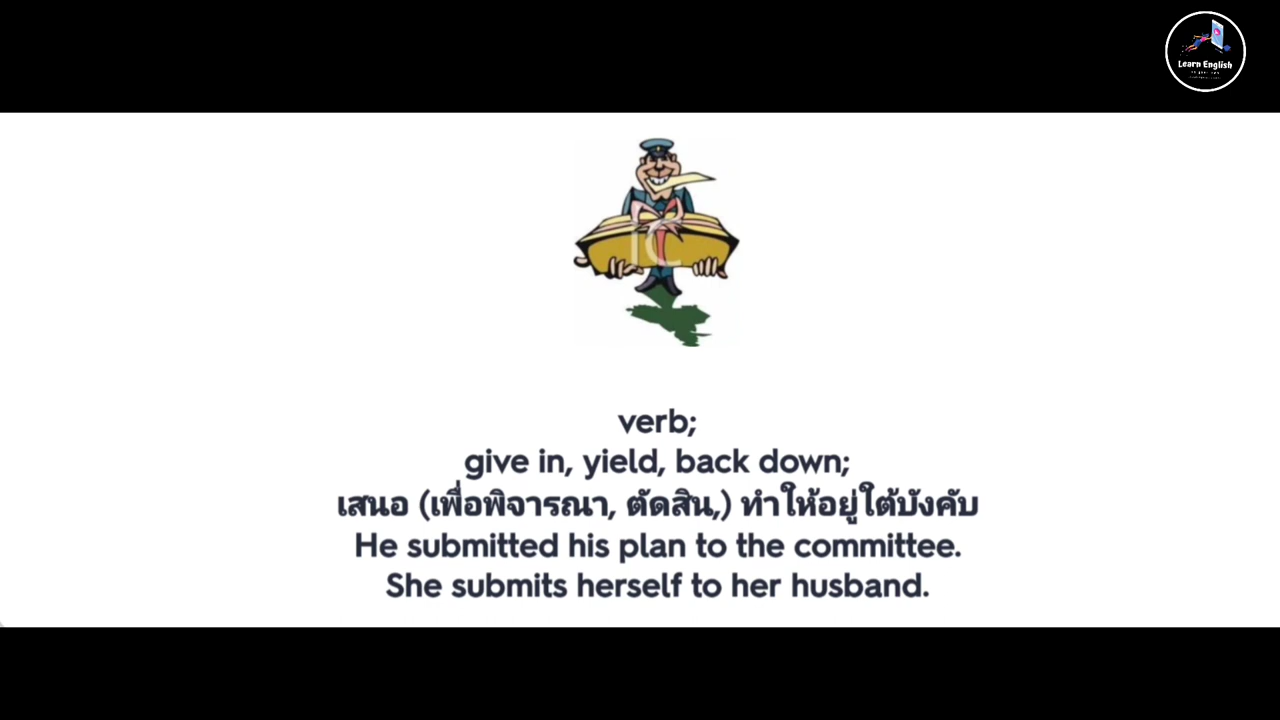 Learn English
verb;
give in, yield, back down;
เสนอ (เพื่อพิจารณา, ตัดสิน,) ทำให้อยู่ใต้บังคับ
He submitted his plan to the committee.
She submits herself to her husband.